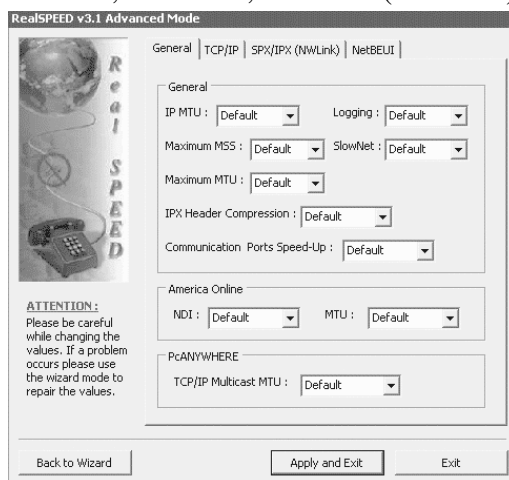 RealSPEED v3.1 Advanced Mode
Real SPEED
General TCP/IP SPX/IPX (NWLink) NetBEUI
General
IP MTU : Default Logging : Default
Maximum MSS : Default SlowNet : Default
Maximum MTU : Default
IPX Header Compression : Default
Communication Ports Speed-Up : Default
America Online
NDI : Default MTU : Default
PcANYWHERE
TCP/IP Multicast MTU : Default
ATTENTION :
Please be careful
while changing the
values. If a problem
occurs please use
the wizard mode to
repair the values.
Back to Wizard Apply and Exit Exit